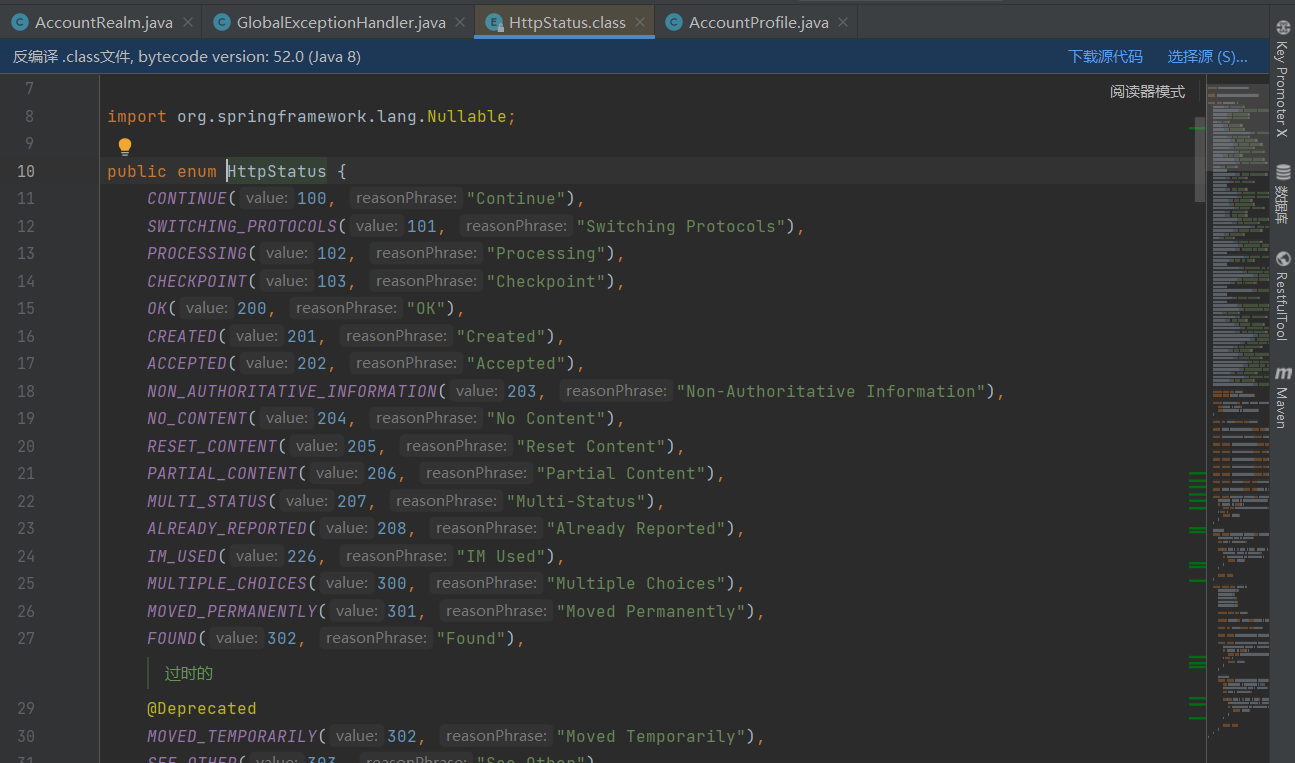 AccountRealm.java GlobalExceptionHandler.java HttpStatus.class AccountProfile.java
反编译 .class文件, bytecode version: 52.0 (Java 8) 下载源代码 选择源 (S)...
阅读器模式
7
8 import org.springframework.lang.Nullable;
9
10 public enum HttpStatus {
11 CONTINUE( value: 100, reasonPhrase: "Continue"),
12 SWITCHING_PROTOCOLS( value: 101, reasonPhrase: "Switching Protocols"),
13 PROCESSING( value: 102, reasonPhrase: "Processing"),
14 CHECKPOINT( value: 103, reasonPhrase: "Checkpoint"),
15 OK( value: 200, reasonPhrase: "OK"),
16 CREATED( value: 201, reasonPhrase: "Created"),
17 ACCEPTED( value: 202, reasonPhrase: "Accepted"),
18 NON_AUTHORITATIVE_INFORMATION( value: 203, reasonPhrase: "Non-Authoritative Information"),
19 NO_CONTENT( value: 204, reasonPhrase: "No Content"),
20 RESET_CONTENT( value: 205, reasonPhrase: "Reset Content"),
21 PARTIAL_CONTENT( value: 206, reasonPhrase: "Partial Content"),
22 MULTI_STATUS( value: 207, reasonPhrase: "Multi-Status"),
23 ALREADY_REPORTED( value: 208, reasonPhrase: "Already Reported"),
24 IM_USED( value: 226, reasonPhrase: "IM Used"),
25 MULTIPLE_CHOICES( value: 300, reasonPhrase: "Multiple Choices"),
26 MOVED_PERMANENTLY( value: 301, reasonPhrase: "Moved Permanently"),
27 FOUND( value: 302, reasonPhrase: "Found"),
过时的
29 @Deprecated
30 MOVED_TEMPORARILY( value: 302, reasonPhrase: "Moved Temporarily"),
31 SEE_OTHER( value: 303, reasonPhrase: "See Other"),
Key Promoter X
数据库
RestfulTool
Maven